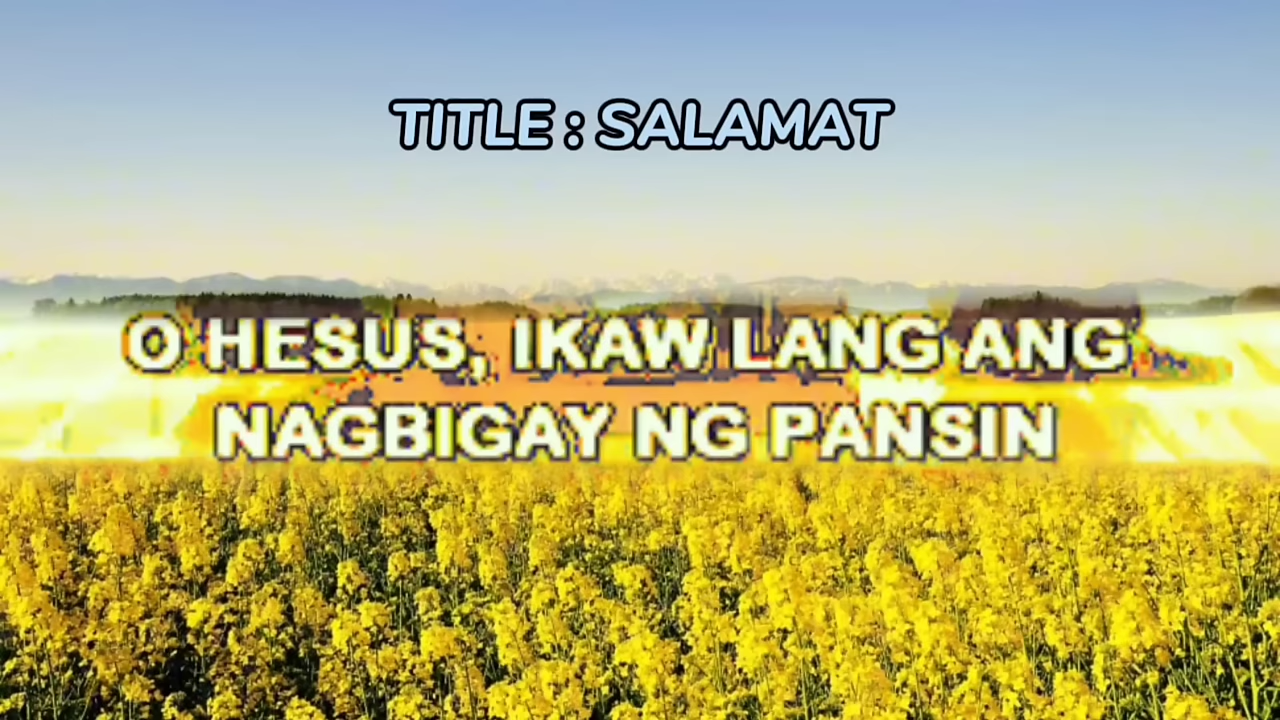 TITLE : SALAMAT
O HESUS, IKAW LANG ANG
NAGBIGAY NG PANSIN